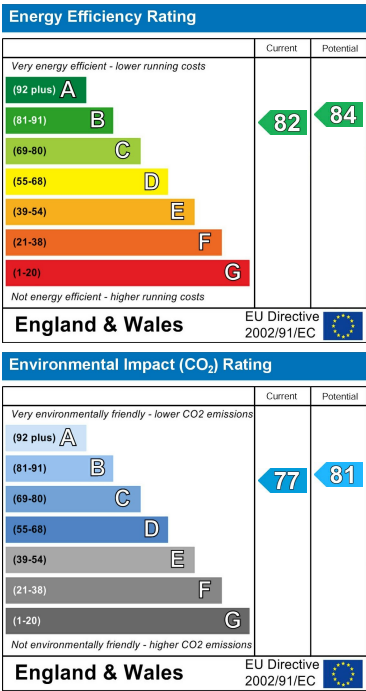 Energy Efficiency Rating
Current Potential
Very energy efficient - lower running costs
(92 plus) A
(81-91) B
82 84
(69-80) C
(55-68) D
(39-54) E
(21-38) F
(1-20) G
Not energy efficient - higher running costs
England & Wales
EU Directive
2002/91/EC
Environmental Impact (CO₂) Rating
Current Potential
Very environmentally friendly - lower CO2 emissions
(92 plus) A
(81-91) B
77 81
(69-80) C
(55-68) D
(39-54) E
(21-38) F
(1-20) G
Not environmentally friendly - higher CO2 emissions
England & Wales
EU Directive
2002/91/EC